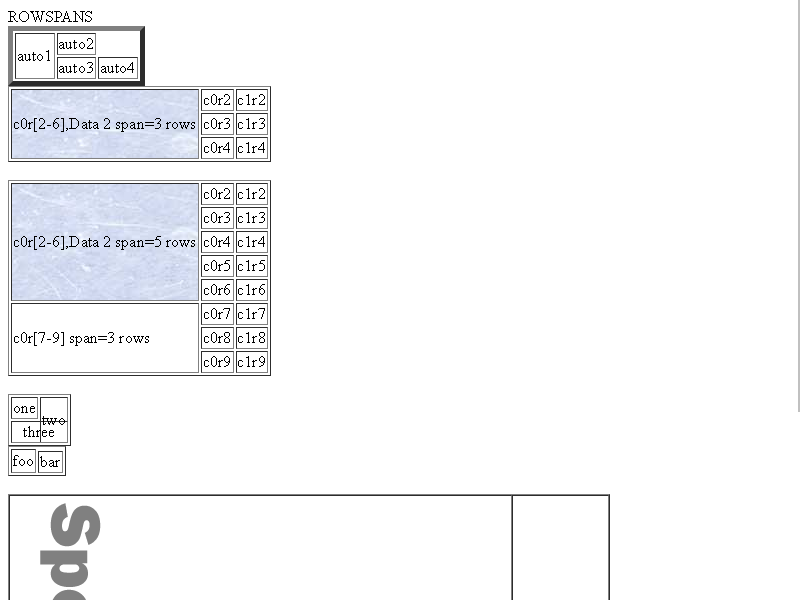 ROWSPANS
auto1 auto2
auto3 auto4
c0r[2-6],Data 2 span=3 rows c0r2 c1r2
c0r3 c1r3
c0r4 c1r4
c0r[2-6],Data 2 span=5 rows c0r2 c1r2
c0r3 c1r3
c0r4 c1r4
c0r5 c1r5
c0r6 c1r6
c0r[7-9] span=3 rows c0r7 c1r7
c0r8 c1r8
c0r9 c1r9
one two
three
foo bar